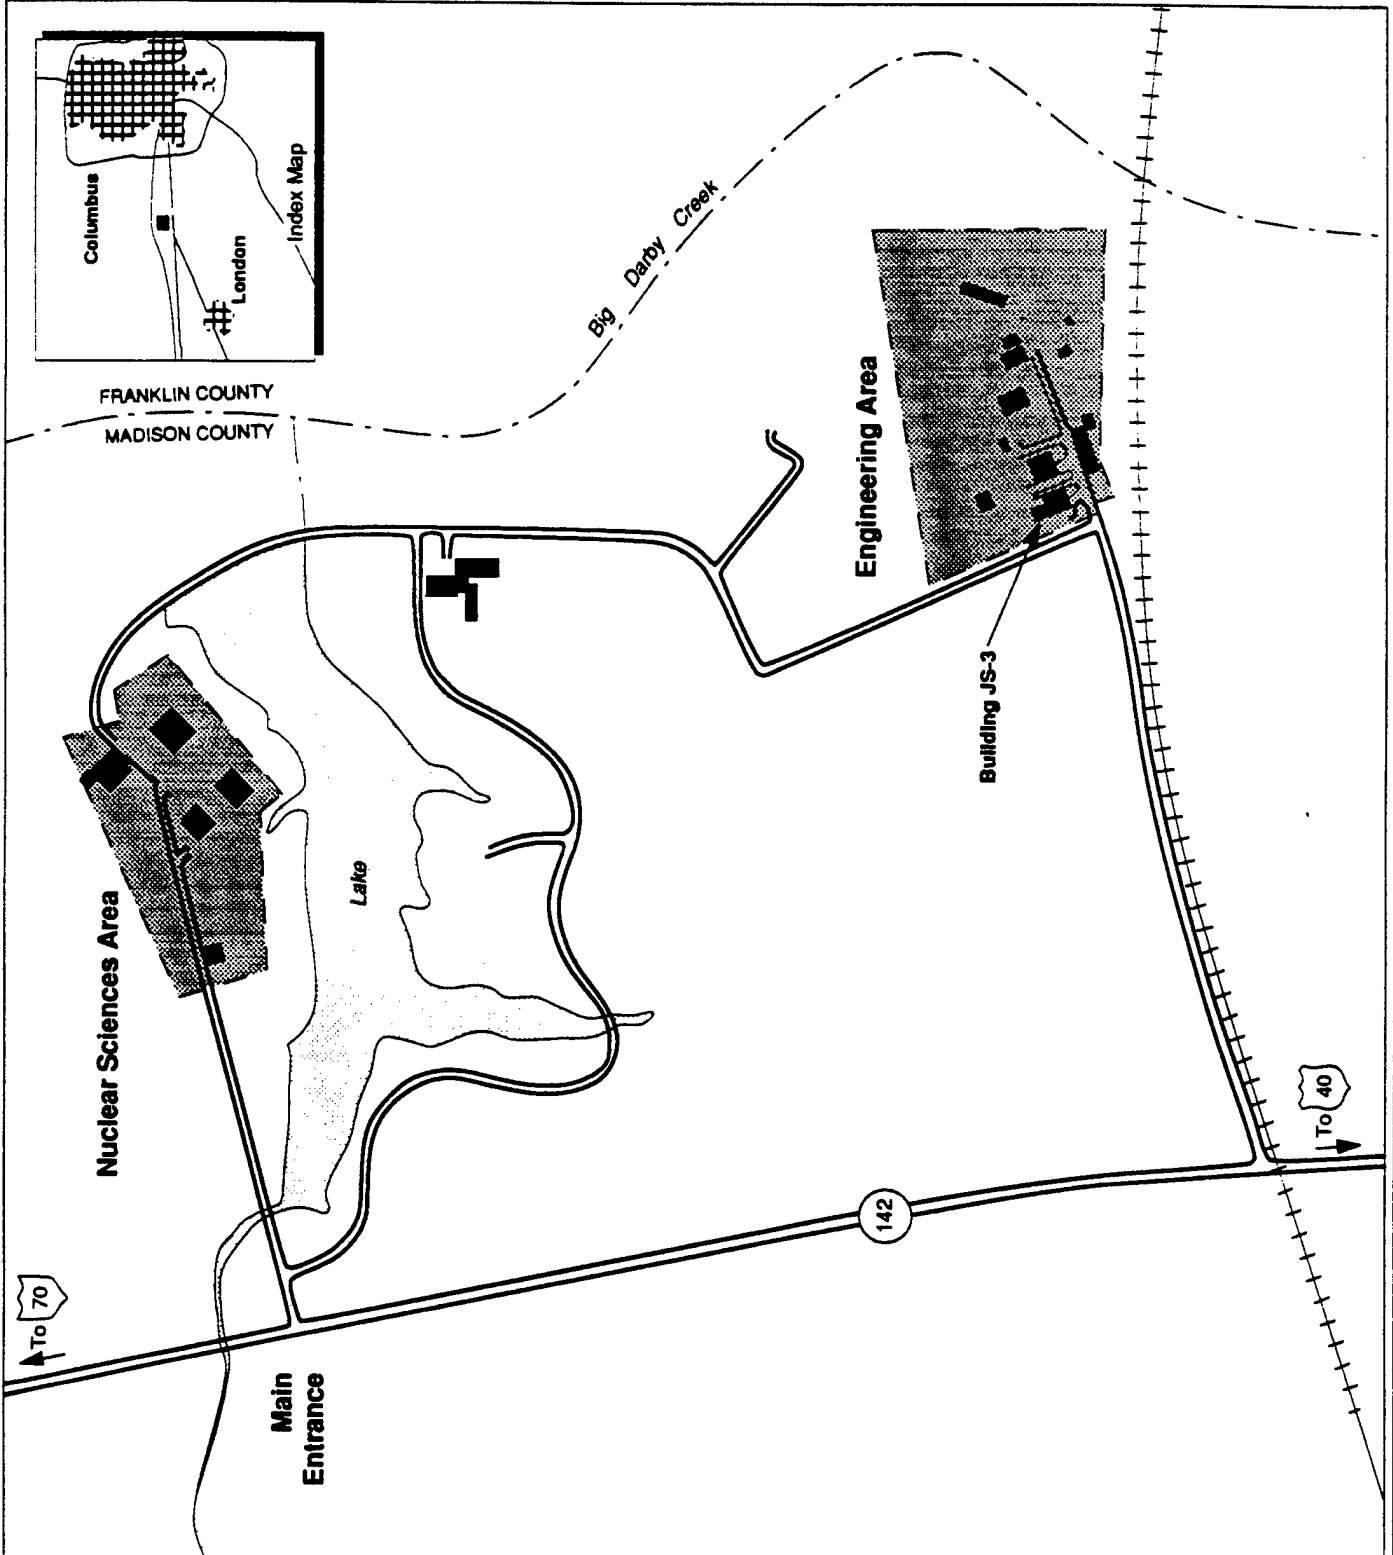 Columbus
London
Index Map
FRANKLIN COUNTY
MADISON COUNTY
Big Darby Creek
Engineering Area
Building JS-3
Nuclear Sciences Area
Lake
142
To 70
To 40
Main
Entrance